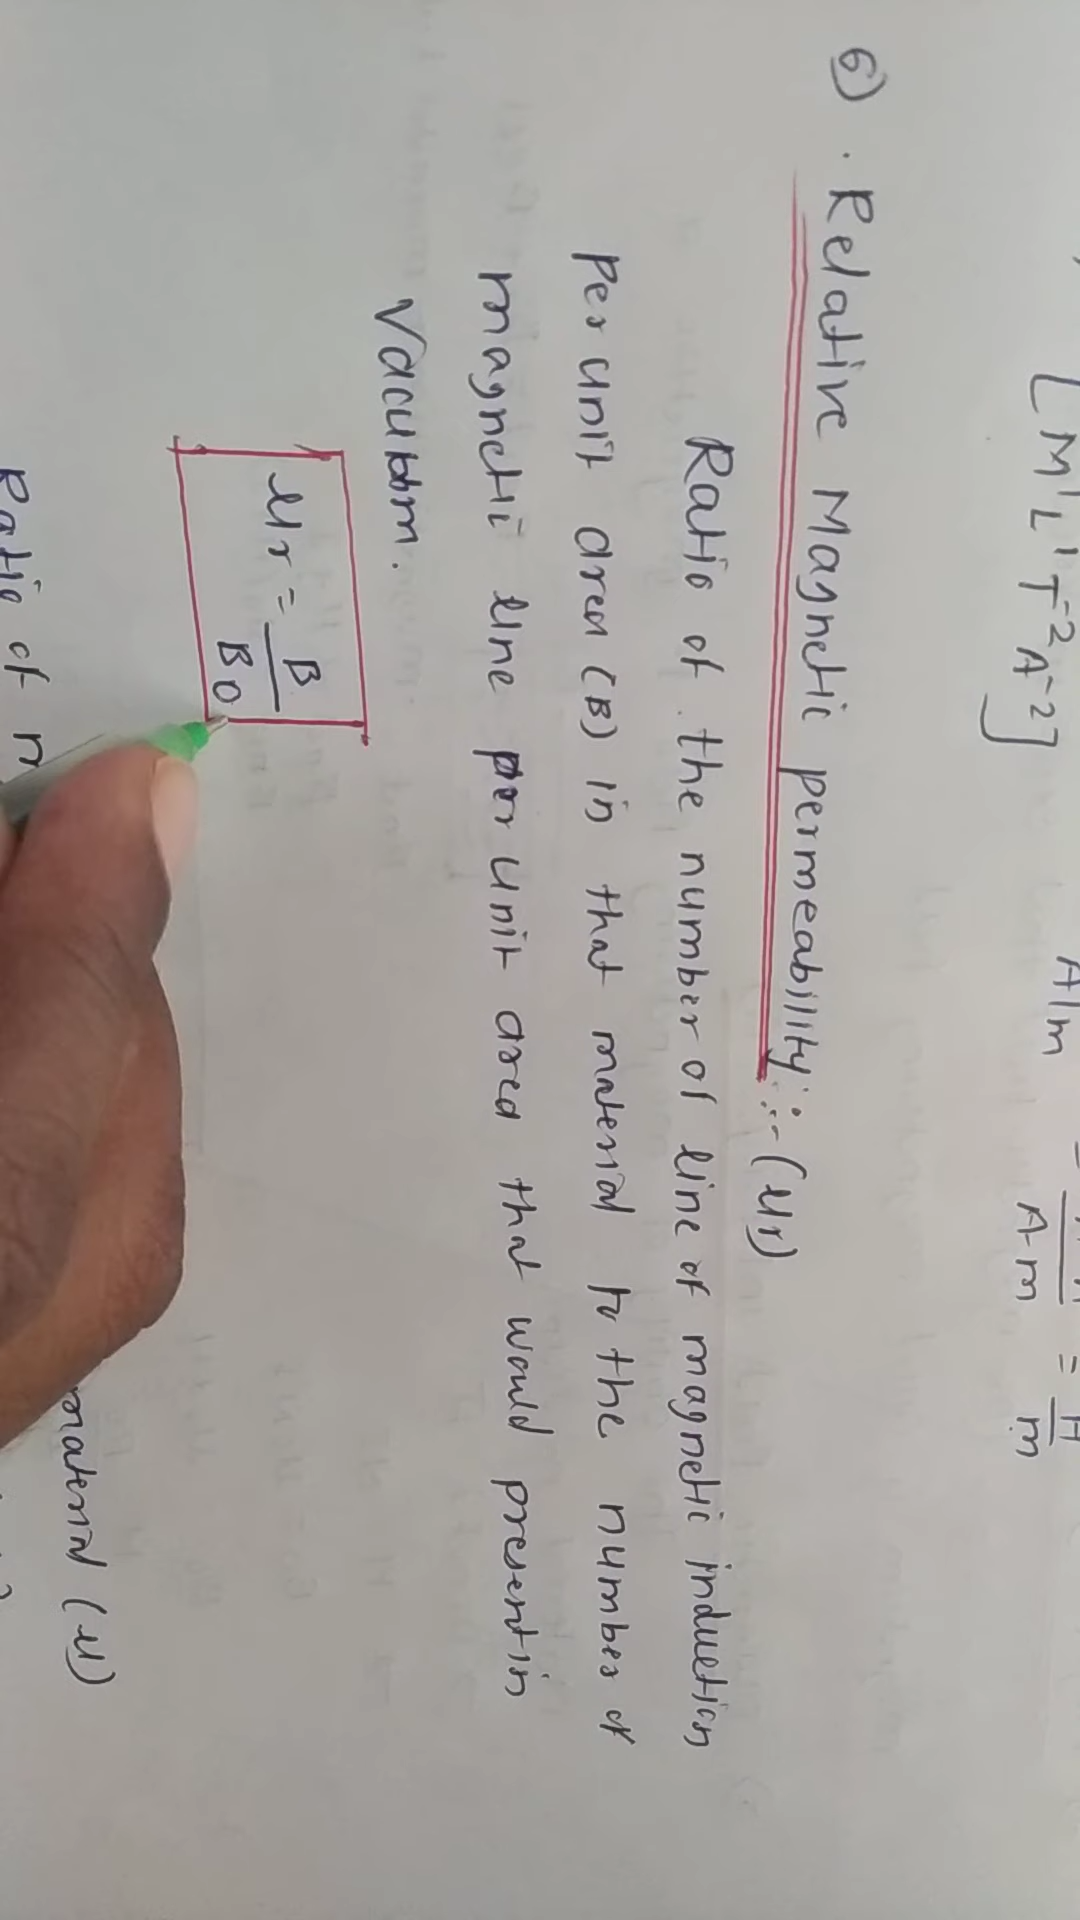 [M¹L¹T⁻²A⁻²]
A/m
A m
= A/m
6) . Relative Magnetic permeability :- (μr)
Ratio of the number of line of magnetic induction
per unit area (B) in that material to the number of
magnetic line per unit area that would present in
Vacuum.
μr = B/B0
Ratio of
material (μ)